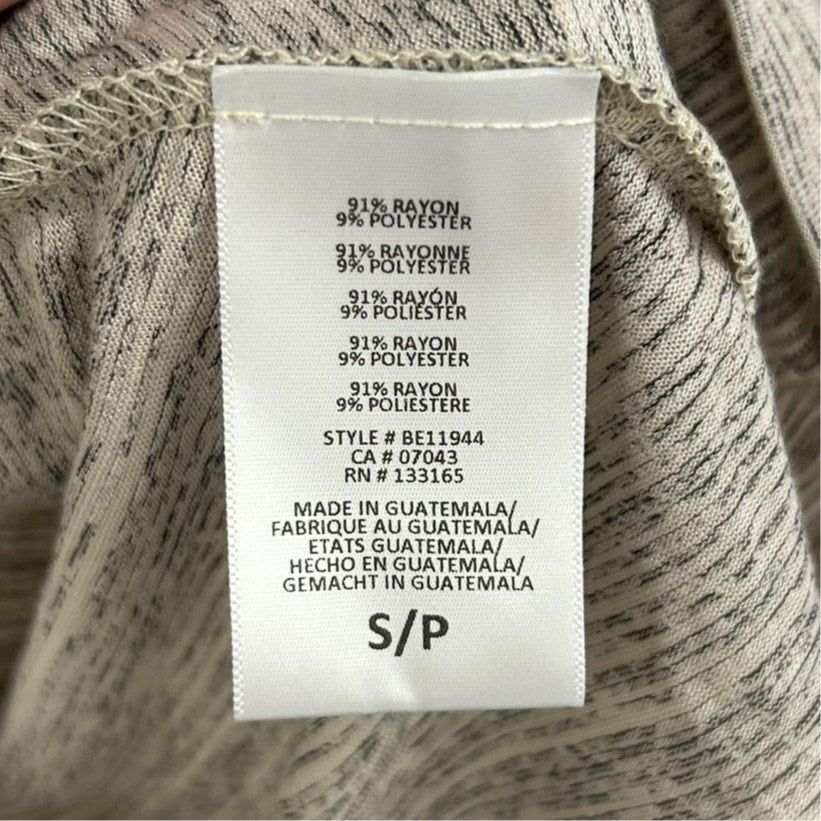 91% RAYON
9% POLYESTER
91% RAYONNE
9% POLYESTER
91% RAYÓN
9% POLIÉSTER
91% RAYON
9% POLYESTER
91% RAYON
9% POLIESTERE
STYLE # BE11944
CA # 07043
RN # 133165
MADE IN GUATEMALA/
FABRIQUE AU GUATEMALA/
ETATS GUATEMALA/
HECHO EN GUATEMALA/
GEMACHT IN GUATEMALA
S/P